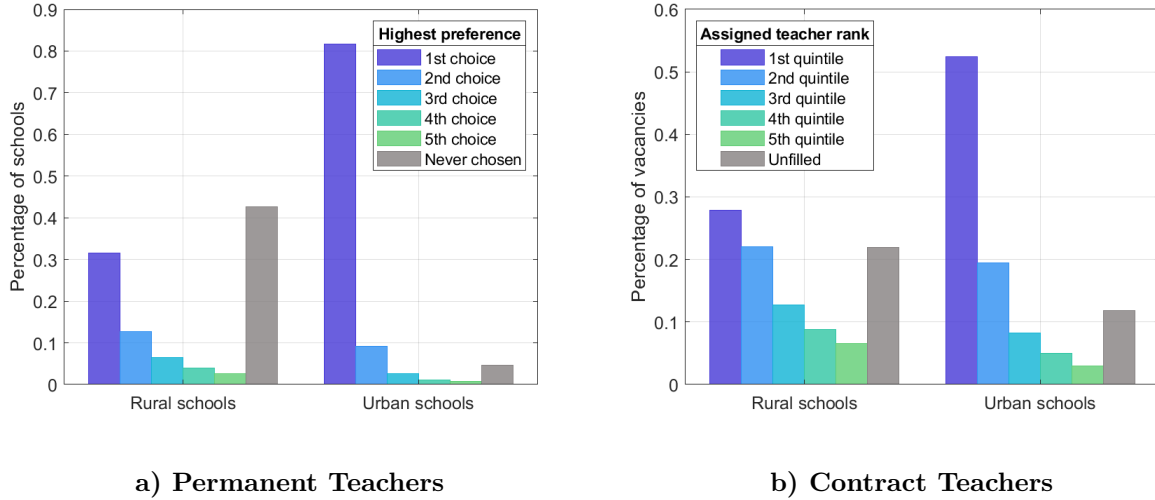 Percentage of schools
0.9
0.8
0.7
0.6
0.5
0.4
0.3
0.2
0.1
0
Highest preference
1st choice
2nd choice
3rd choice
4th choice
5th choice
Never chosen
Rural schools
Urban schools
a) Permanent Teachers
Percentage of vacancies
0.6
0.5
0.4
0.3
0.2
0.1
0
Assigned teacher rank
1st quintile
2nd quintile
3rd quintile
4th quintile
5th quintile
Unfilled
Rural schools
Urban schools
b) Contract Teachers